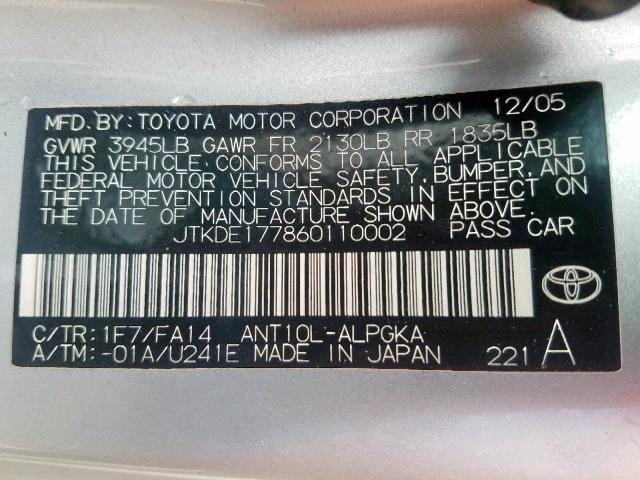 MFD. BY: TOYOTA MOTOR CORPORATION 12/05
GVWR 3945LB GAWR FR 2130LB RR 1835LB
THIS VEHICLE CONFORMS TO ALL APPLICABLE
FEDERAL MOTOR VEHICLE SAFETY, BUMPER, AND
THEFT PREVENTION STANDARDS IN EFFECT ON
THE DATE OF MANUFACTURE SHOWN ABOVE.
JTKDE177860110002 PASS CAR
C/TR: 1F7/FA14 ANT10L-ALPGKA
A/TM: -01A/U241E MADE IN JAPAN 221 A